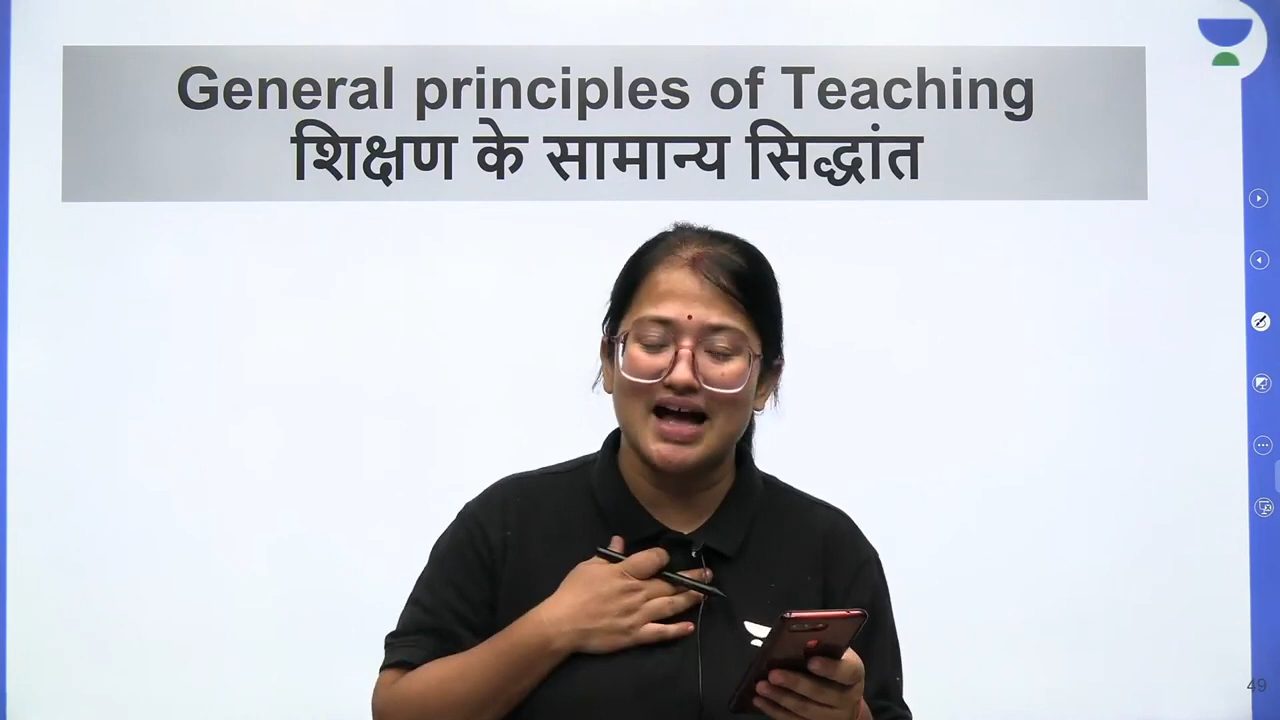 General principles of Teaching
शिक्षण के सामान्य सिद्धांत
49